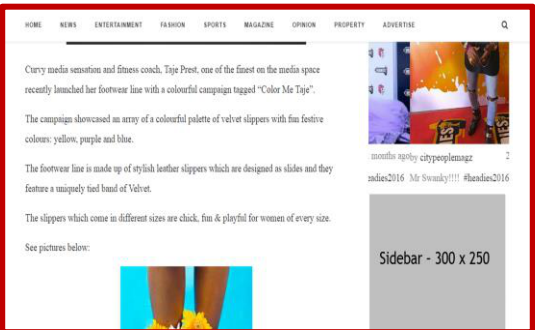 HOME NEWS ENTERTAINMENT FASHION SPORTS MAGAZINE OPINION PROPERTY ADVERTISE
Curvy media sensation and fitness coach, Taje Prest, one of the finest on the media space
recently launched her footwear line with a colourful campaign tagged “Color Me Taje”.
The campaign showcased an array of a colourful palette of velvet slippers with fun festive
colours: yellow, purple and blue.
The footwear line is made up of stylish leather slippers which are designed as slides and they
feature a uniquely tied band of Velvet.
The slippers which come in different sizes are chick, fun & playful for women of every size.
See pictures below:
months agoby citypeoplemagz 2
Mr Swanky!!!! #headies2016
Sidebar - 300 x 250